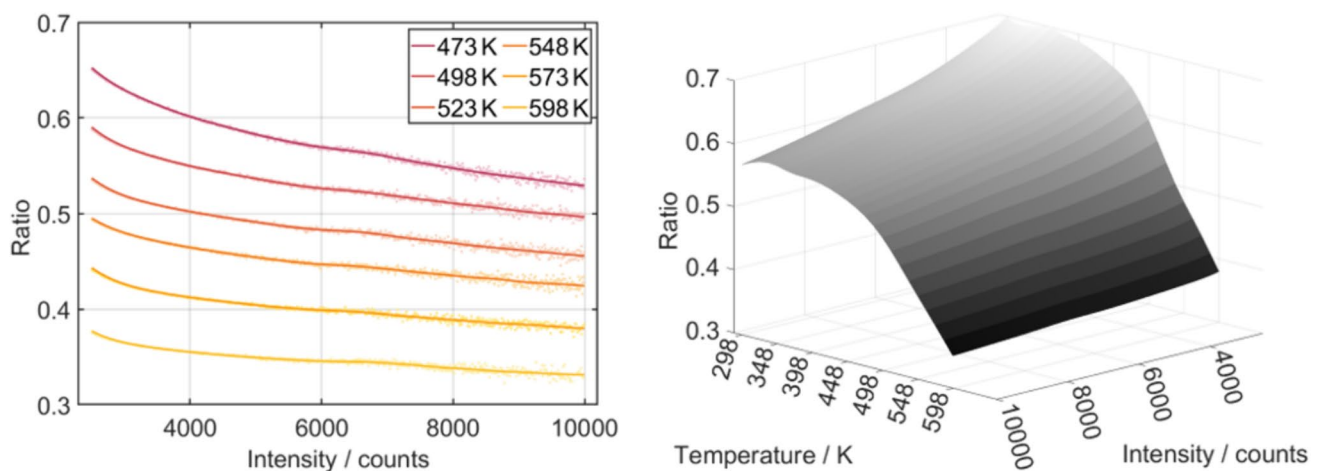 0.7
0.6
0.5
0.4
0.3
Ratio
473 K 548 K
498 K 573 K
523 K 598 K
4000 6000 8000 10000
Intensity / counts
0.7
0.6
0.5
0.4
0.3
Ratio
298
348
398
448
498
548
598
Temperature / K
10000
8000
6000
4000
Intensity / counts